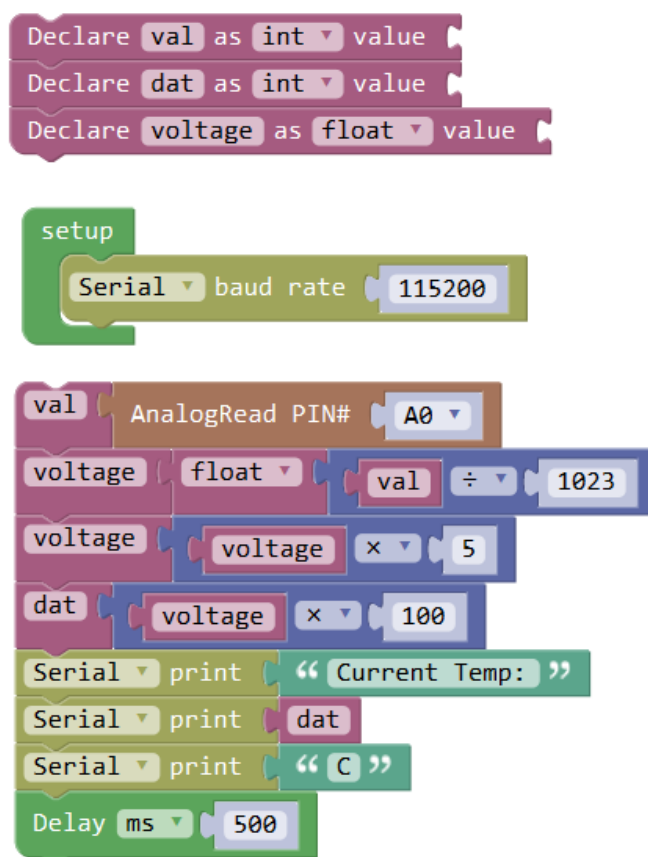 Declare val as int value
Declare dat as int value
Declare voltage as float value
setup
Serial baud rate 115200
val AnalogRead PIN# A0
voltage float val ÷ 1023
voltage voltage × 5
dat voltage × 100
Serial print “ Current Temp: ”
Serial print dat
Serial print “ C ”
Delay ms 500